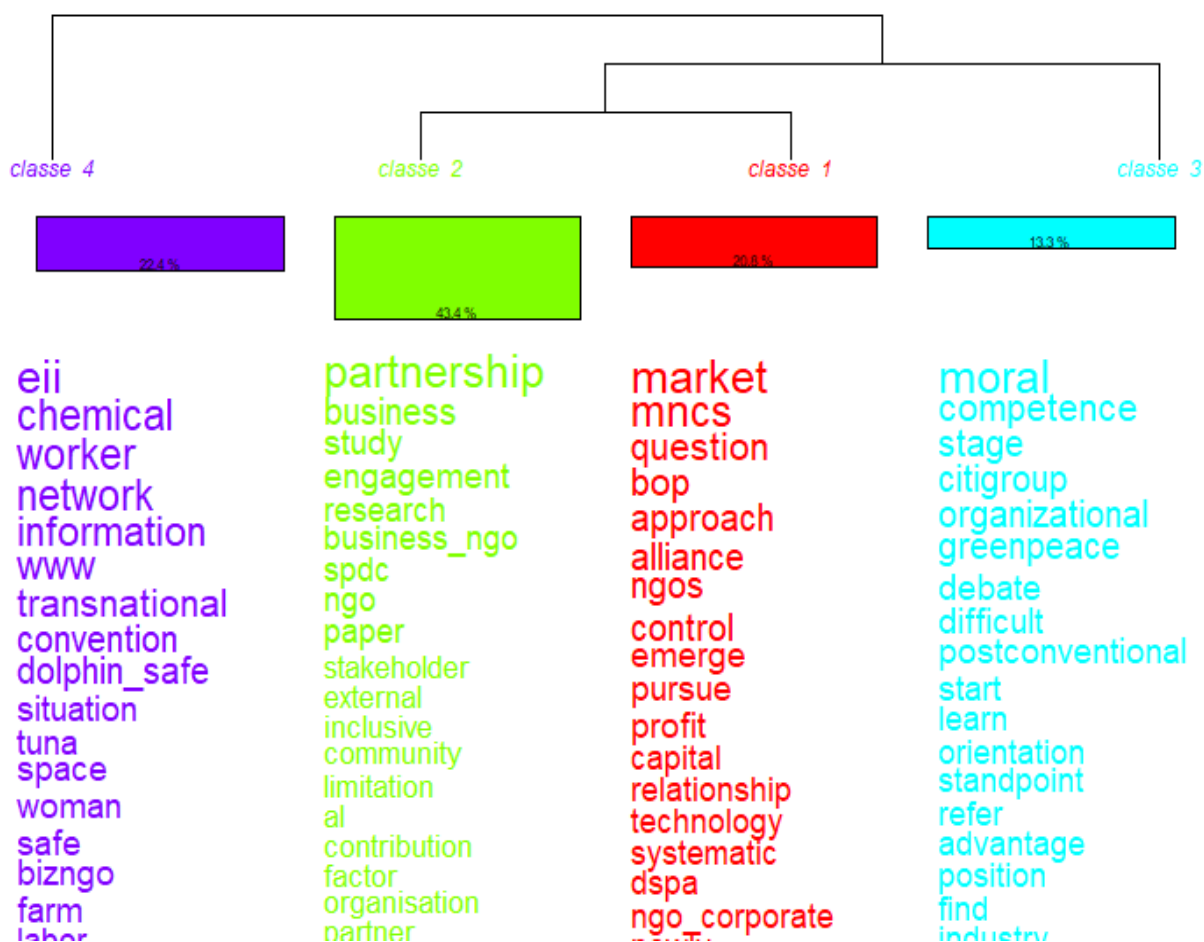 classe 4
classe 2
classe 1
classe 3
22.4 %
43.4 %
20.8 %
13.3 %
eii
chemical
worker
network
information
www
transnational
convention
dolphin_safe
situation
tuna
space
woman
safe
bizngo
farm
labor
partnership
business
study
engagement
research
business_ngo
spdc
ngo
paper
stakeholder
external
inclusive
community
limitation
al
contribution
factor
organisation
partner
market
mncs
question
bop
approach
alliance
ngos
control
emerge
pursue
profit
capital
relationship
technology
systematic
dspa
ngo_corporate
newly
moral
competence
stage
citigroup
organizational
greenpeace
debate
difficult
postconventional
start
learn
orientation
standpoint
refer
advantage
position
find
industry